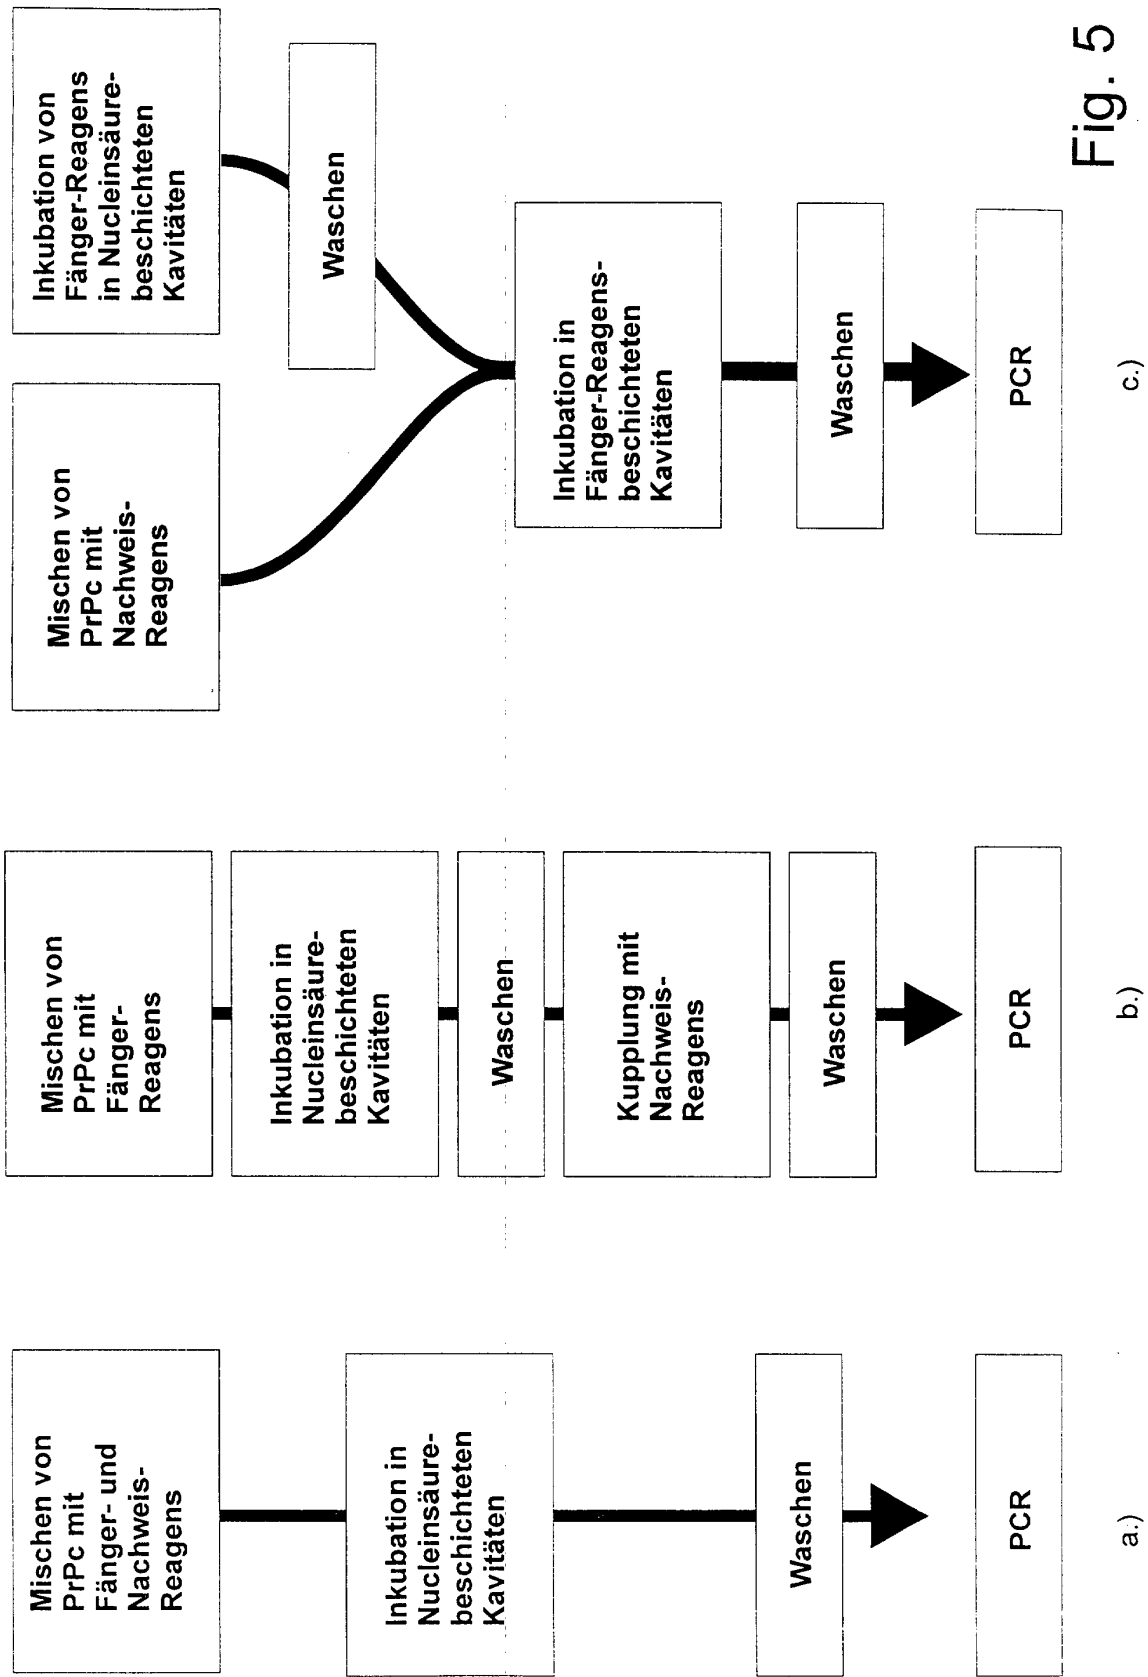 Mischen von
PrPc mit
Fänger- und
Nachweis-
Reagens
Inkubation in
Nucleinsäure-
beschichteten
Kavitäten
Waschen
PCR
a.)
Mischen von
PrPc mit
Fänger-
Reagens
Inkubation in
Nucleinsäure-
beschichteten
Kavitäten
Waschen
Kupplung mit
Nachweis-
Reagens
Waschen
PCR
b.)
Mischen von
PrPc mit
Nachweis-
Reagens
Inkubation von
Fänger-Reagens
in Nucleinsäure-
beschichteten
Kavitäten
Waschen
Inkubation in
Fänger-Reagens-
beschichteten
Kavitäten
Waschen
PCR
c.)
Fig. 5